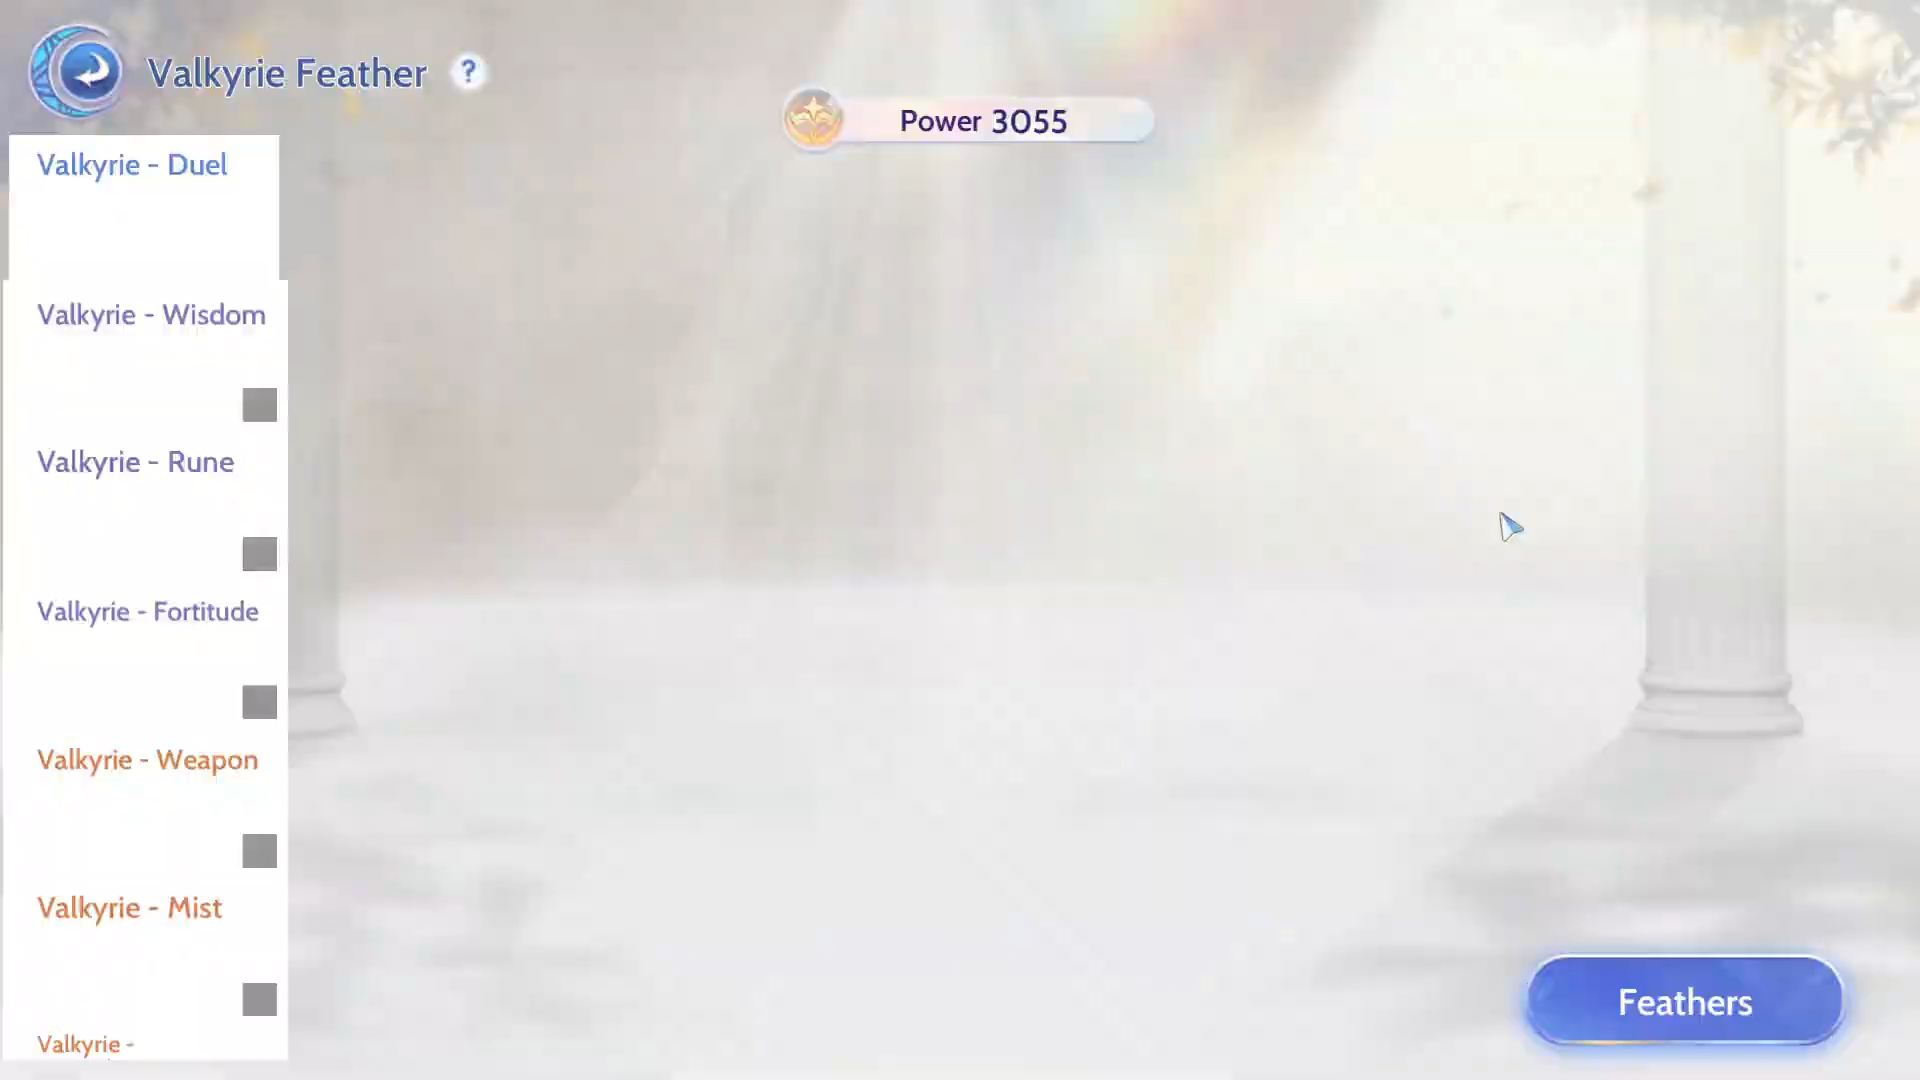 Valkyrie Feather ?
Power 3055
Valkyrie - Duel
Valkyrie - Wisdom
Valkyrie - Rune
Valkyrie - Fortitude
Valkyrie - Weapon
Valkyrie - Mist
Valkyrie -
Feathers